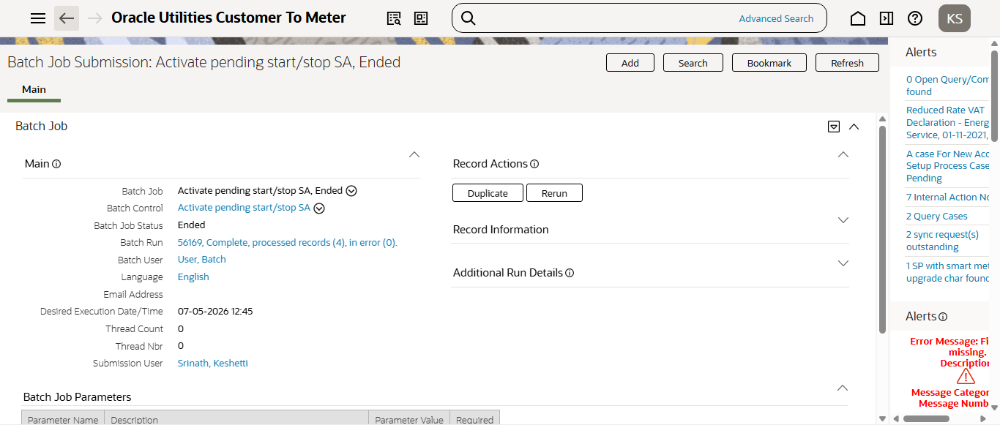 Oracle Utilities Customer To Meter
Advanced Search
KS
Batch Job Submission: Activate pending start/stop SA, Ended
Add
Search
Bookmark
Refresh
Main
Batch Job
Main
Batch Job Activate pending start/stop SA, Ended
Batch Control Activate pending start/stop SA
Batch Job Status Ended
Batch Run 56169, Complete, processed records (4), in error (0).
Batch User User, Batch
Language English
Email Address
Desired Execution Date/Time 07-05-2026 12:45
Thread Count 0
Thread Nbr 0
Submission User Srinath, Keshetti
Record Actions
Duplicate
Rerun
Record Information
Additional Run Details
Batch Job Parameters
Parameter Name Description Parameter Value Required
Alerts
0 Open Query/Com
found
Reduced Rate VAT
Declaration - Energ
Service, 01-11-2021,
A case For New Acc
Setup Process Case
Pending
7 Internal Action No
2 Query Cases
2 sync request(s)
outstanding
1 SP with smart met
upgrade char found
Alerts
Error Message: Fi
missing.
Description
Message Categor
Message Numb